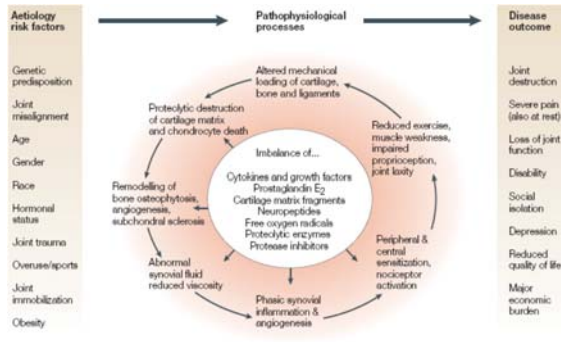 Aetiology
risk factors
Genetic
predisposition
Joint
misalignment
Age
Gender
Race
Hormonal
status
Joint trauma
Overuse/sports
Joint
immobilization
Obesity
Pathophysiological
processes
Altered mechanical
loading of cartilage,
bone and ligaments
Proteolytic destruction
of cartilage matrix
and chondrocyte death
Remodelling of
bone osteophytosis,
angiogenesis,
subchondral sclerosis
Abnormal
synovial fluid
reduced viscosity
Phasic synovial
inflammation &
angiogenesis
Peripheral &
central
sensitization,
nociceptor
activation
Reduced exercise,
muscle weakness,
impaired
proprioception,
joint laxity
Imbalance of...
Cytokines and growth factors
Prostaglandin E2
Cartilage matrix fragments
Neuropeptides
Free oxygen radicals
Proteolytic enzymes
Protease inhibitors
Disease
outcome
Joint
destruction
Severe pain
(also at rest)
Loss of joint
function
Disability
Social
isolation
Depression
Reduced
quality of life
Major
economic
burden